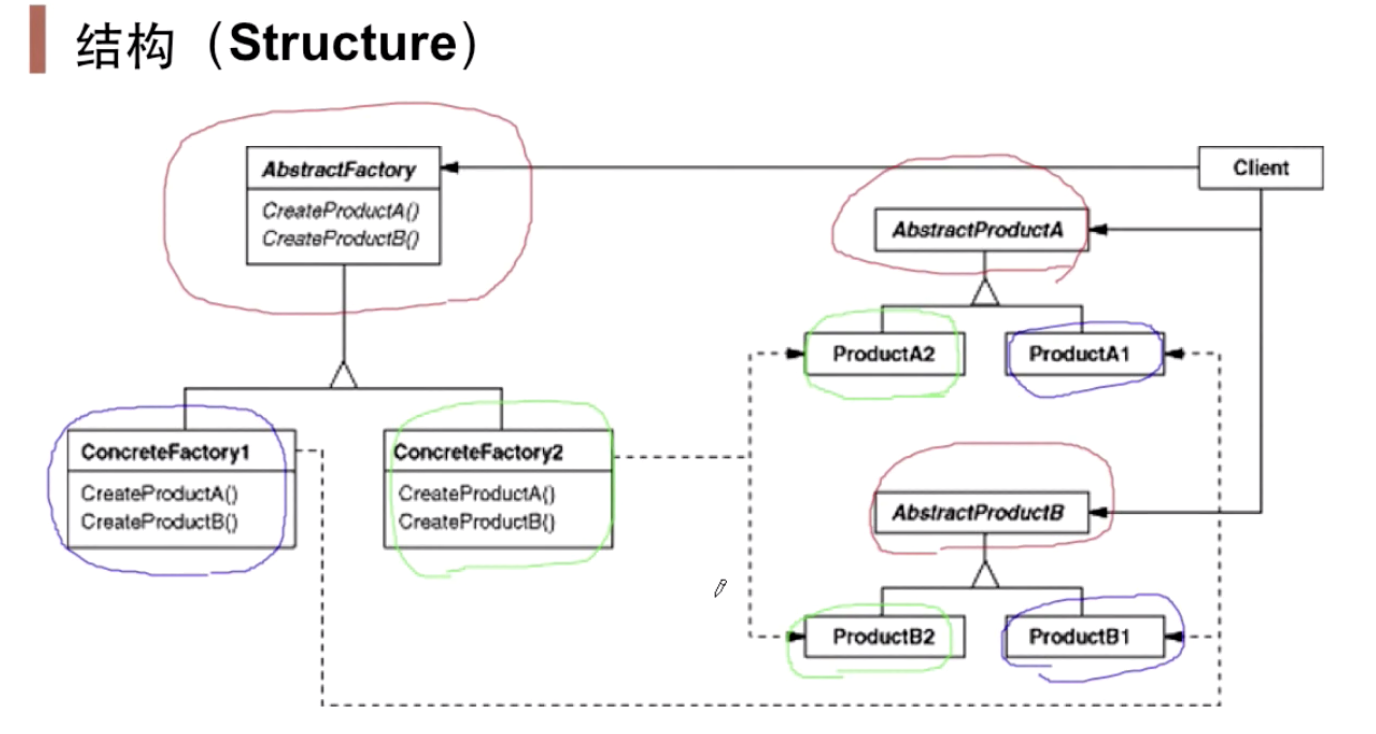 结构（Structure）
AbstractFactory
CreateProductA()
CreateProductB()
Client
AbstractProductA
ProductA2
ProductA1
ConcreteFactory1
CreateProductA()
CreateProductB()
ConcreteFactory2
CreateProductA()
CreateProductB()
AbstractProductB
ProductB2
ProductB1